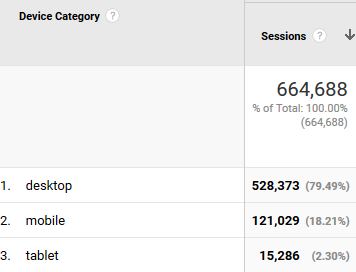 Device Category ?
Sessions ?
664,688
% of Total: 100.00%
(664,688)
1. desktop 528,373 (79.49%)
2. mobile 121,029 (18.21%)
3. tablet 15,286 (2.30%)